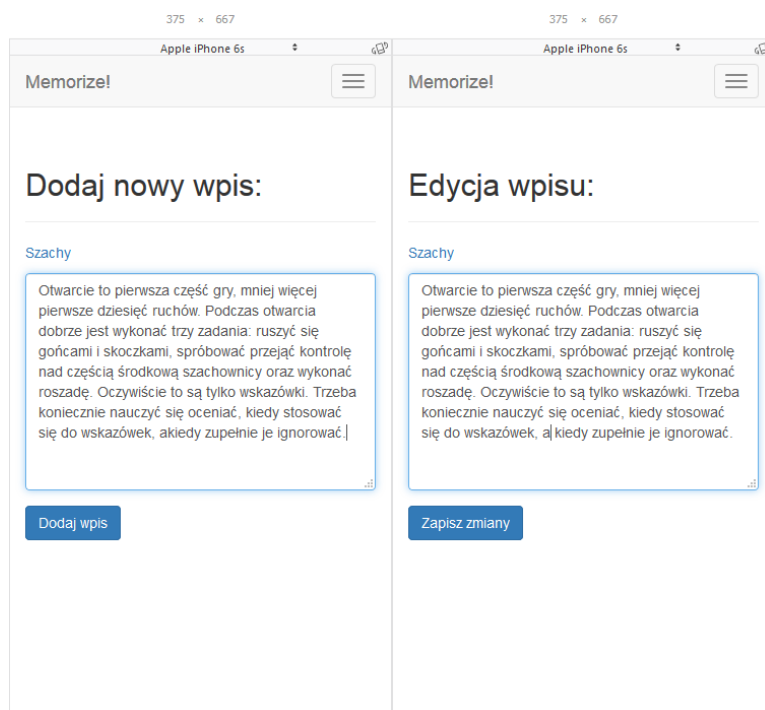 375 × 667
Apple iPhone 6s
Memorize!
Dodaj nowy wpis:
Szachy
Otwarcie to pierwsza część gry, mniej więcej
pierwsze dziesięć ruchów. Podczas otwarcia
dobrze jest wykonać trzy zadania: ruszyć się
gońcami i skoczkami, spróbować przejąć kontrolę
nad częścią środkową szachownicy oraz wykonać
roszadę. Oczywiście to są tylko wskazówki. Trzeba
koniecznie nauczyć się oceniać, kiedy stosować
się do wskazówek, akiedy zupełnie je ignorować.
Dodaj wpis
375 × 667
Apple iPhone 6s
Memorize!
Edycja wpisu:
Szachy
Otwarcie to pierwsza część gry, mniej więcej
pierwsze dziesięć ruchów. Podczas otwarcia
dobrze jest wykonać trzy zadania: ruszyć się
gońcami i skoczkami, spróbować przejąć kontrolę
nad częścią środkową szachownicy oraz wykonać
roszadę. Oczywiście to są tylko wskazówki. Trzeba
koniecznie nauczyć się oceniać, kiedy stosować
się do wskazówek, a kiedy zupełnie je ignorować.
Zapisz zmiany